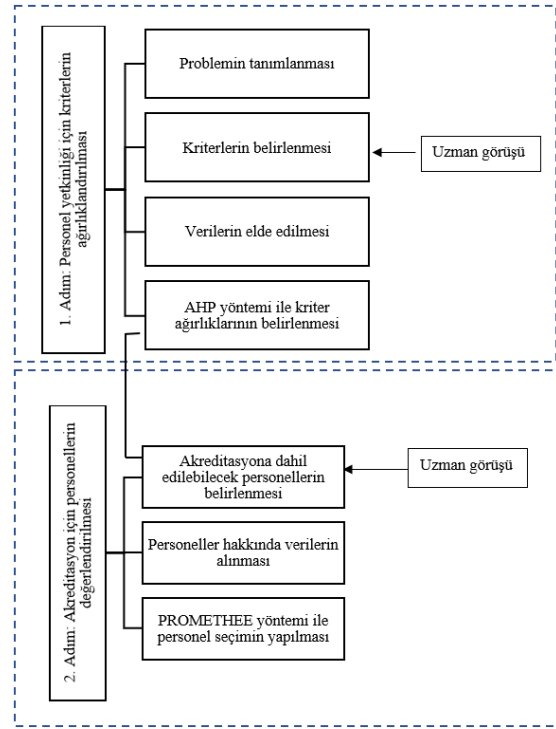 1. Adım: Personel yetkinliği için kriterlerin
ağırlıklandırılması
Problemin tanımlanması
Kriterlerin belirlenmesi
Uzman görüşü
Verilerin elde edilmesi
AHP yöntemi ile kriter
ağırlıklarının belirlenmesi
2. Adım: Akreditasyon için personellerin
değerlendirilmesi
Akreditasyona dahil
edilebilecek personellerin
belirlenmesi
Uzman görüşü
Personeller hakkında verilerin
alınması
PROMETHEE yöntemi ile
personel seçimin yapılması